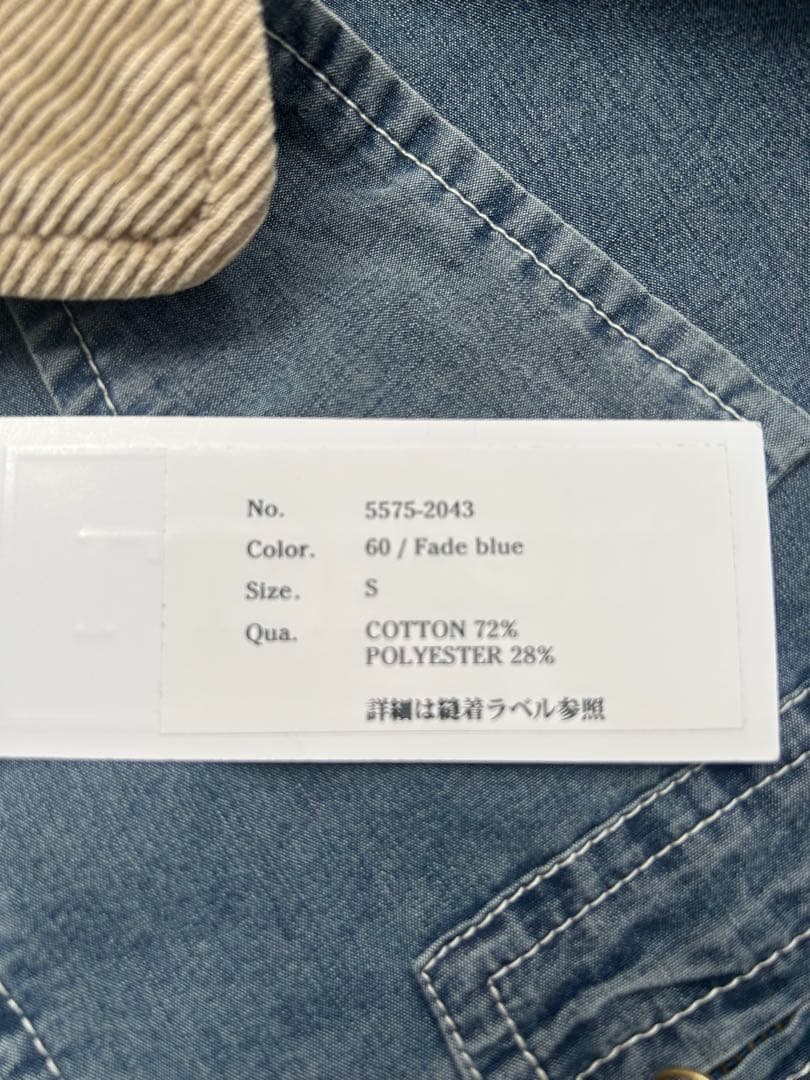 No. 5575-2043
Color. 60 / Fade blue
Size. S
Qua. COTTON 72%
POLYESTER 28%
詳細は縫着ラベル参照